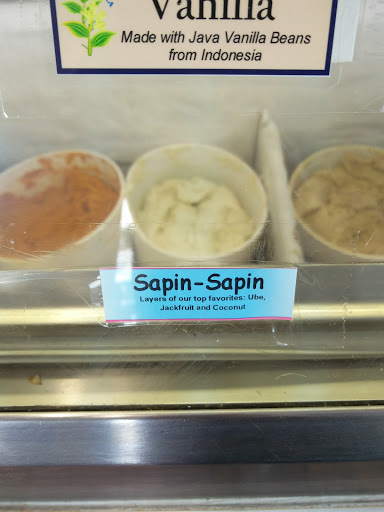 Vanilla
Made with Java Vanilla Beans
from Indonesia
Sapin-Sapin
Layers of our top favorites: Ube,
Jackfruit and Coconut